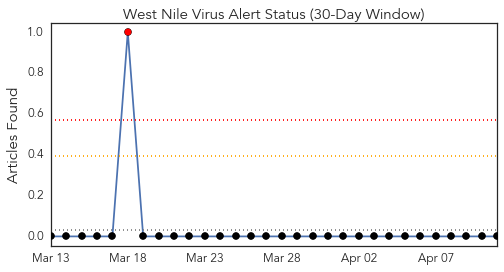 West Nile Virus Alert Status (30-Day Window)
Articles Found
1.0
0.8
0.6
0.4
0.2
0.0
Mar 13 Mar 18 Mar 23 Mar 28 Apr 02 Apr 07